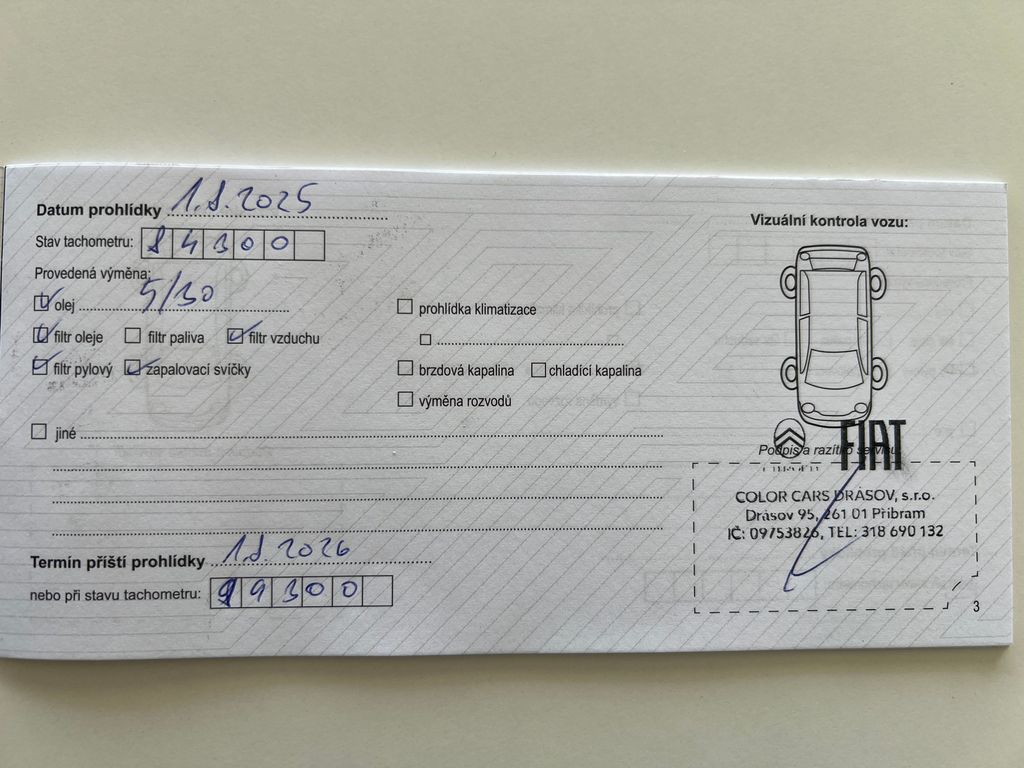 Datum prohlídky 1.8.2025
Stav tachometru: 84300
Provedená výměna:
olej 5/30
filtr oleje filtr paliva filtr vzduchu
filtr pylový zapalovací svíčky
prohlídka klimatizace
brzdová kapalina chladící kapalina
výměna rozvodů
jiné
Termín příští prohlídky 1.8.2026
nebo při stavu tachometru: 99300
Vizuální kontrola vozu:
FIAT
Podpis a razítko servisu
CITROËN
COLOR CARS DRÁSOV, s.r.o.
Drásov 95, 261 01 Příbram
IČ: 09753826, TEL: 318 690 132
3